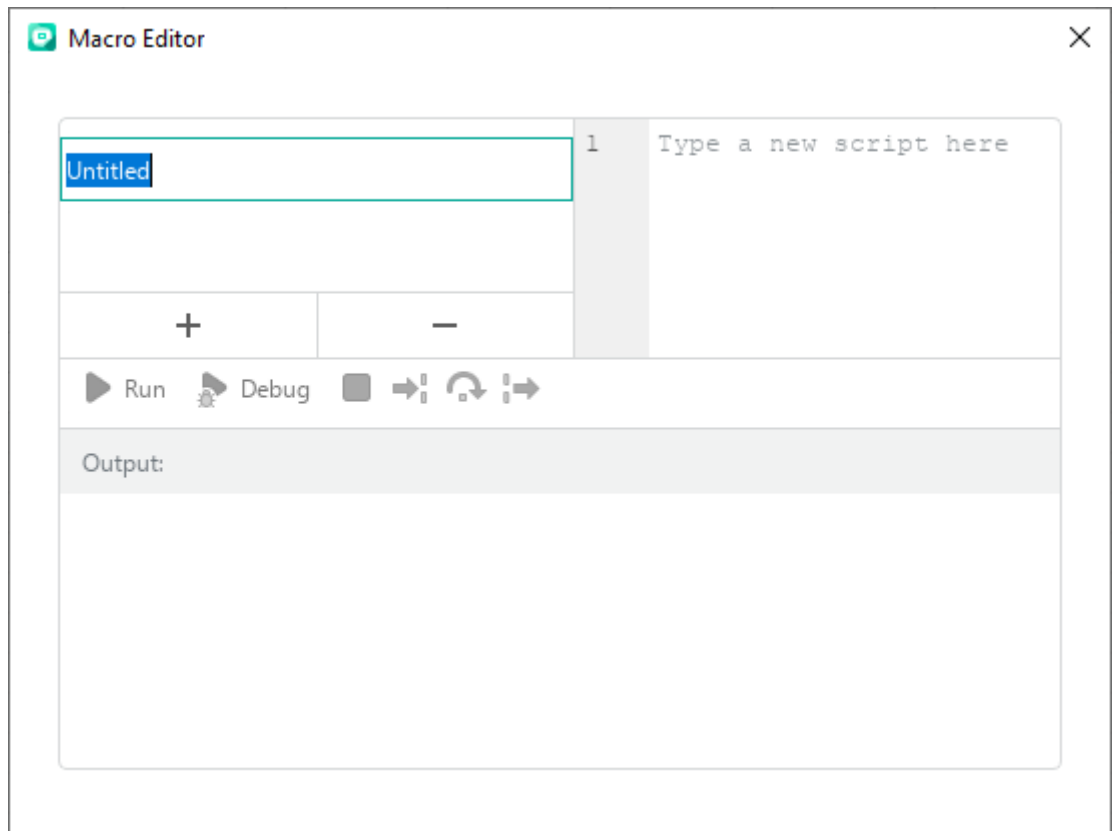 Macro Editor
Untitled
1 Type a new script here
Run Debug
Output: